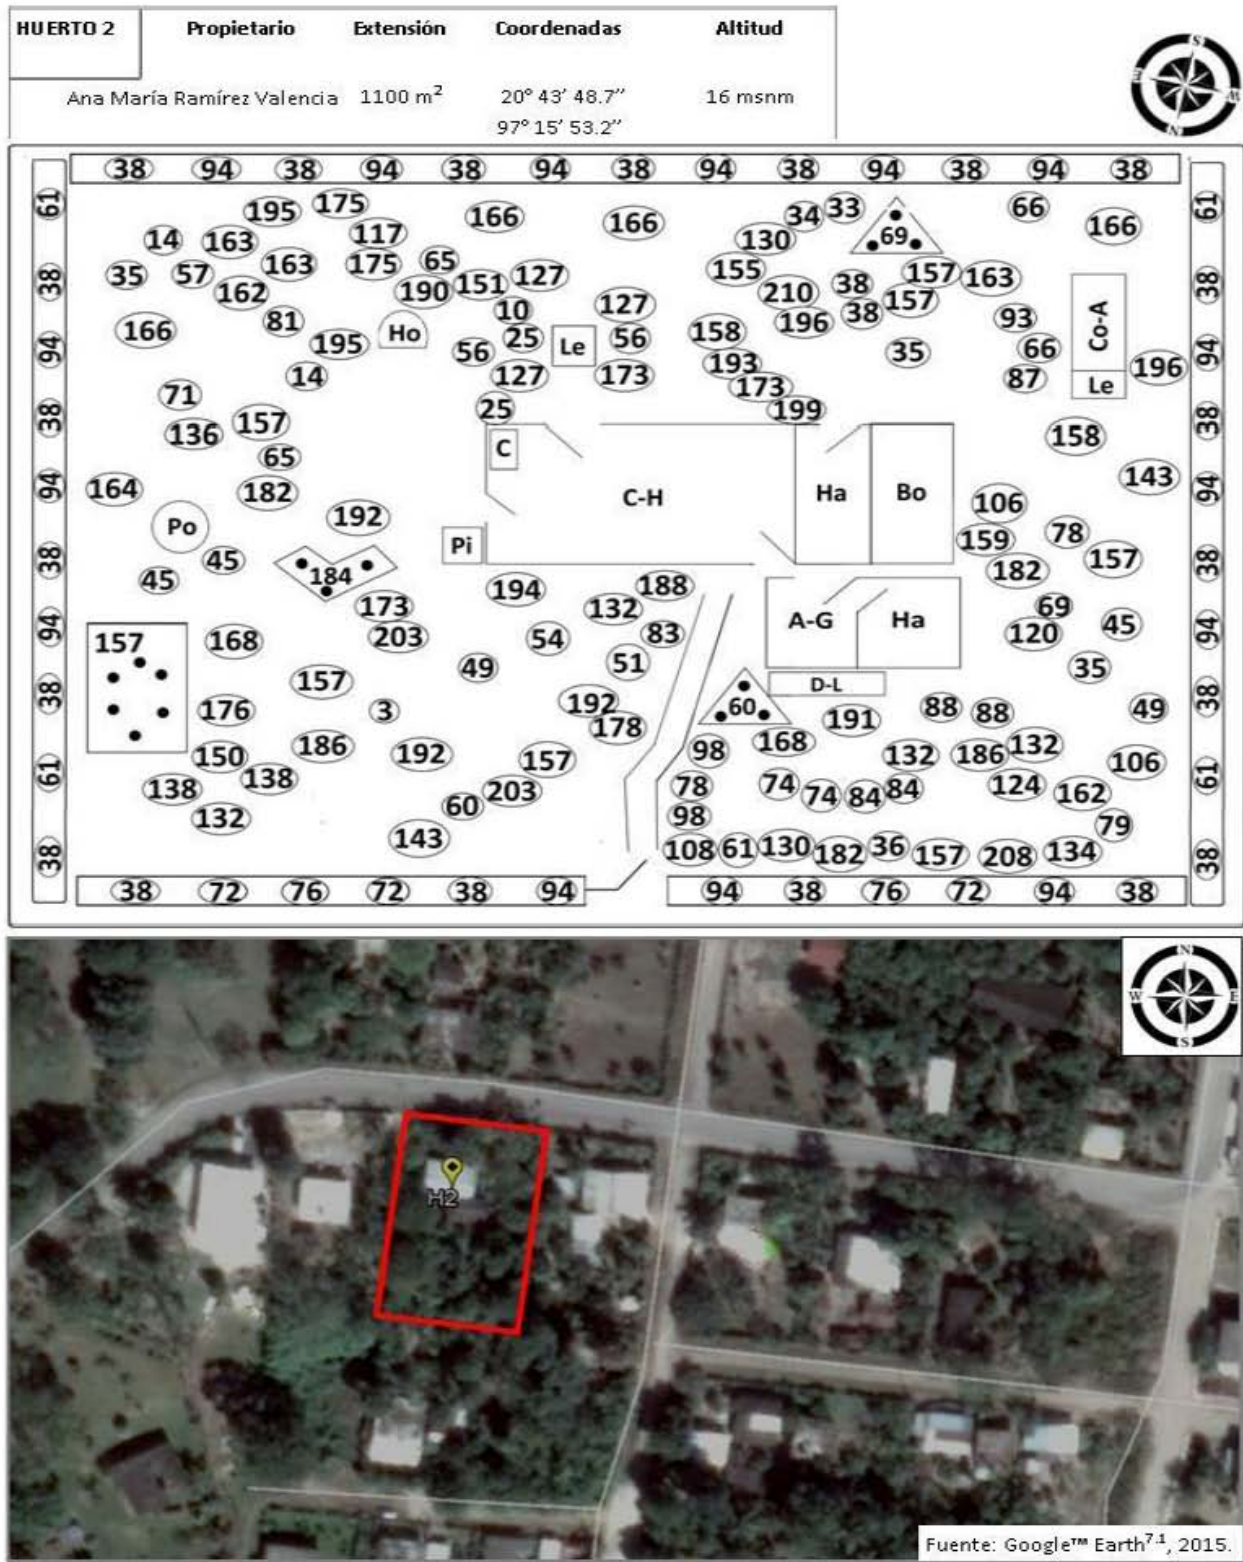 HUERTO 2 Propietario Extensión Coordenadas Altitud
Ana María Ramírez Valencia 1100 m² 20° 43’ 48.7’’ 16 msnm
97° 15’ 53.2’’
S
E W
N
38 94 38 94 38 94 38 94 38 94 38 94 38
61 195 175 166 166 34 33 69 66 166 61
14 163 117 130
35 57 163 175 65 151 127 155 38 157 163 38 38
162 190 10 127 210 38 157 93 Co-A
166 81 195 Ho 56 25 Le 56 158 196 35 66 94 94
14 127 173 193 173 87 Le 196
71 25 199
38 136 157 C 158 38
65
94 164 182 C-H Ha Bo 143 94
192 106
Po Pi 159 78
38 45 45 184 182 157 38
173 194 132 188 69
94 157 168 203 54 83 A-G Ha 120 45 94
49 51 35
157 D-L
38 176 3 192 178 60 191 88 88 49 38
150 186 192 157 98 168 132 186 132 106
61 138 138 203 78 74 74 84 84 124 162 61
132 60 98 79
38 143 108 61 130 182 36 157 208 134 38
38 72 76 72 38 94 94 38 76 72 94 38
N
W E
S
H2
Fuente: Google™ Earth⁷·¹, 2015.